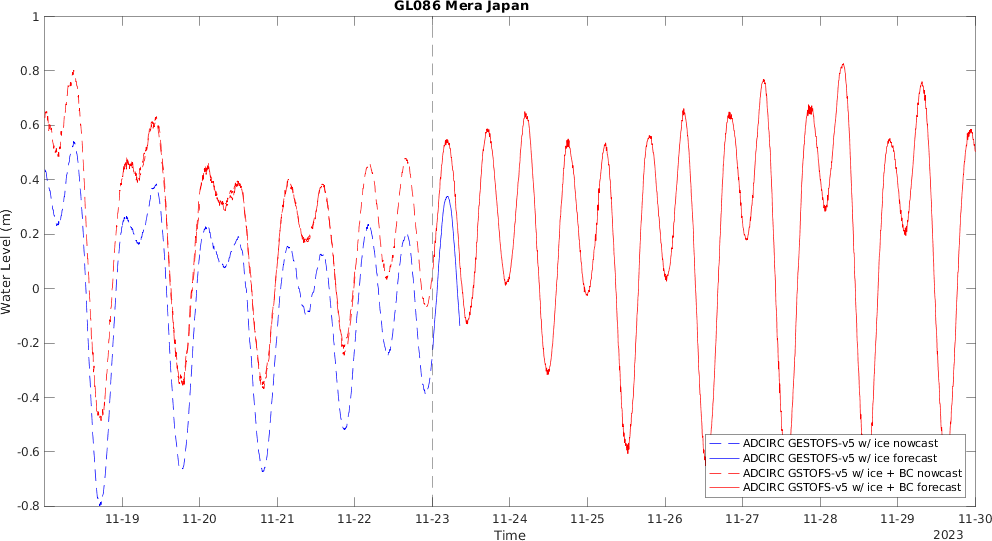 GL086 Mera Japan
1
0.8
0.6
0.4
0.2
0
-0.2
-0.4
-0.6
-0.8
Water Level (m)
ADCIRC GESTOFS-v5 w/ ice nowcast
ADCIRC GESTOFS-v5 w/ ice forecast
ADCIRC GSTOFS-v5 w/ ice + BC nowcast
ADCIRC GSTOFS-v5 w/ ice + BC forecast
11-19 11-20 11-21 11-22 11-23 11-24 11-25 11-26 11-27 11-28 11-29 11-30
Time
2023